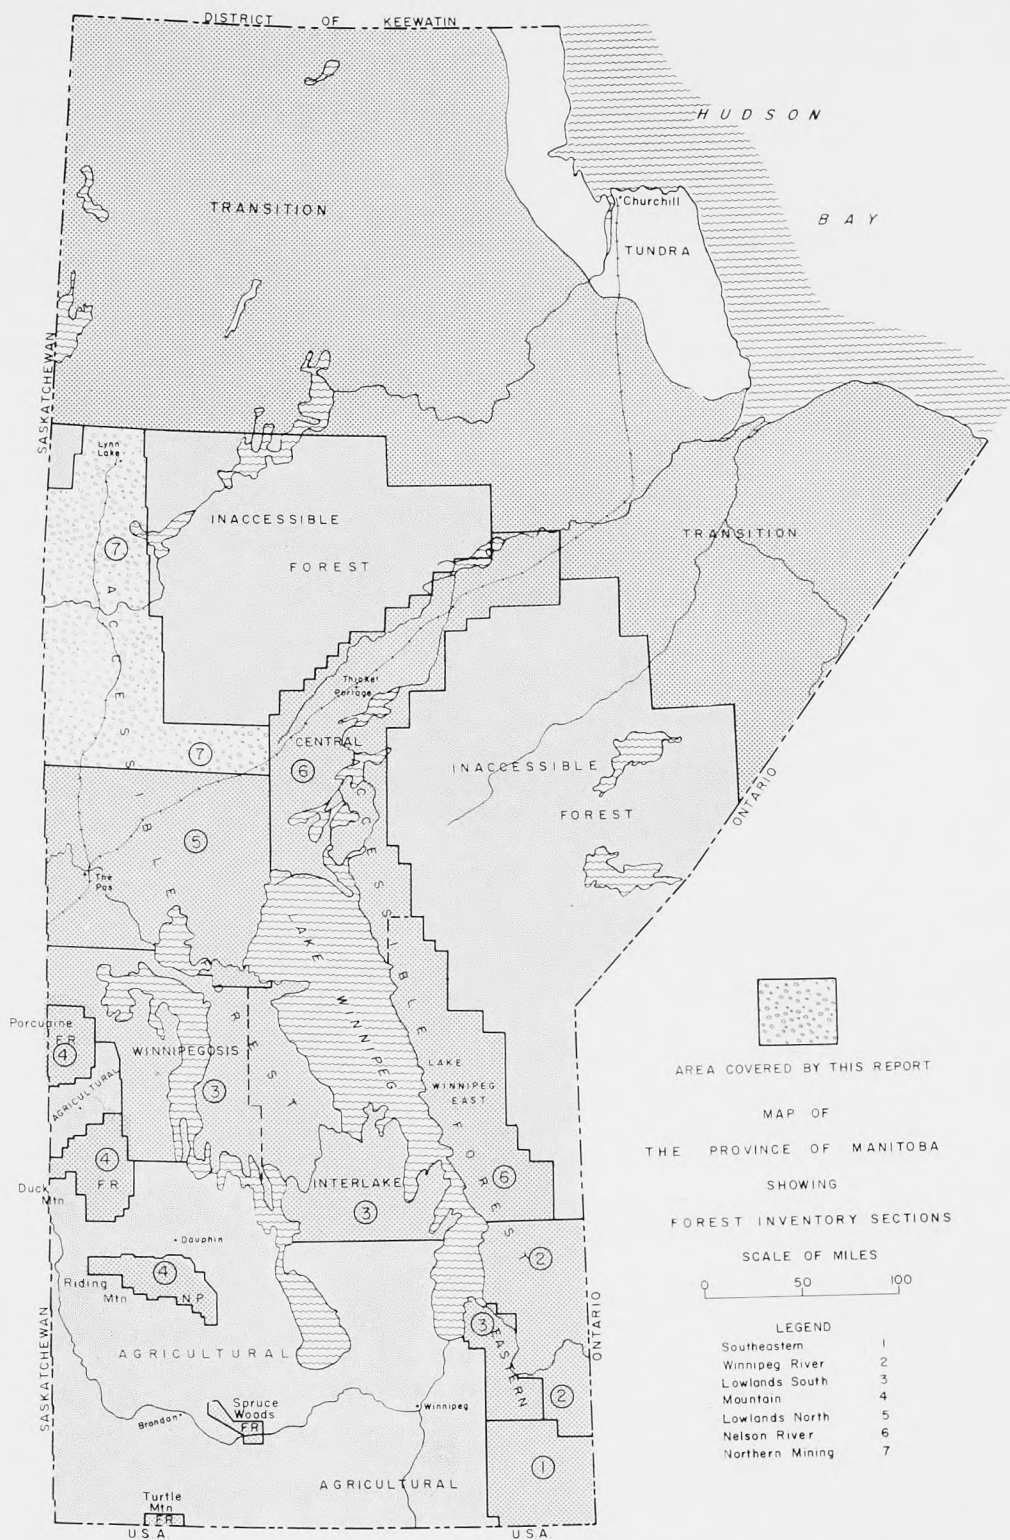 DISTRICT OF KEEWATIN
HUDSON
BAY
TRANSITION
Churchill
TUNDRA
SASKATCHEWAN
Lynn
Lake
INACCESSIBLE
FOREST
TRANSITION
7
ACCESSIBLE
FOREST
Thicket
Portage
CENTRAL
7
6
ACCESSIBLE
FOREST
INACCESSIBLE
FOREST
ONTARIO
5
The
Pas
LAKE
WINNIPEG
Porcupine
F.R.
4
WINNIPEGOSIS
3
LAKE
WINNIPEG
EAST
AGRICULTURAL
4
F.R.
Duck
Mtn.
INTERLAKE
3
6
Dauphin
2
4
Riding
Mtn
N.P.
3
EASTERN
ONTARIO
AGRICULTURAL
SASKATCHEWAN
Spruce
Woods
F.R.
Brandon
Winnipeg
2
1
AGRICULTURAL
Turtle
Mtn
F.R.
U.S.A.
U.S.A.
AREA COVERED BY THIS REPORT
MAP OF
THE PROVINCE OF MANITOBA
SHOWING
FOREST INVENTORY SECTIONS
SCALE OF MILES
0 50 100
LEGEND
Southeastern 1
Winnipeg River 2
Lowlands South 3
Mountain 4
Lowlands North 5
Nelson River 6
Northern Mining 7